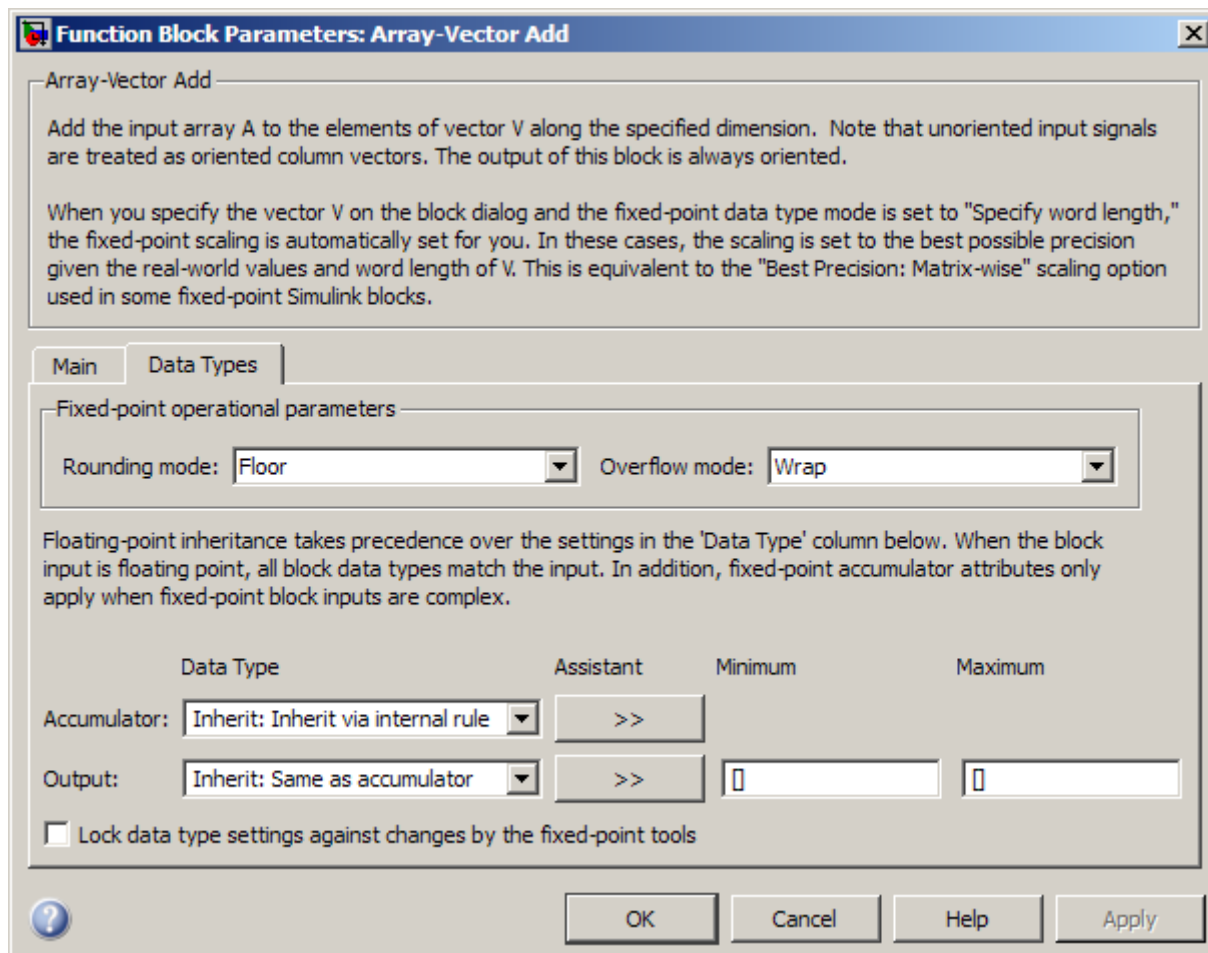 Function Block Parameters: Array-Vector Add
Array-Vector Add
Add the input array A to the elements of vector V along the specified dimension. Note that unoriented input signals
are treated as oriented column vectors. The output of this block is always oriented.
When you specify the vector V on the block dialog and the fixed-point data type mode is set to "Specify word length,"
the fixed-point scaling is automatically set for you. In these cases, the scaling is set to the best possible precision
given the real-world values and word length of V. This is equivalent to the "Best Precision: Matrix-wise" scaling option
used in some fixed-point Simulink blocks.
Main Data Types
Fixed-point operational parameters
Rounding mode: Floor Overflow mode: Wrap
Floating-point inheritance takes precedence over the settings in the 'Data Type' column below. When the block
input is floating point, all block data types match the input. In addition, fixed-point accumulator attributes only
apply when fixed-point block inputs are complex.
Data Type Assistant Minimum Maximum
Accumulator: Inherit: Inherit via internal rule >>
Output: Inherit: Same as accumulator >> [] []
Lock data type settings against changes by the fixed-point tools
? OK Cancel Help Apply